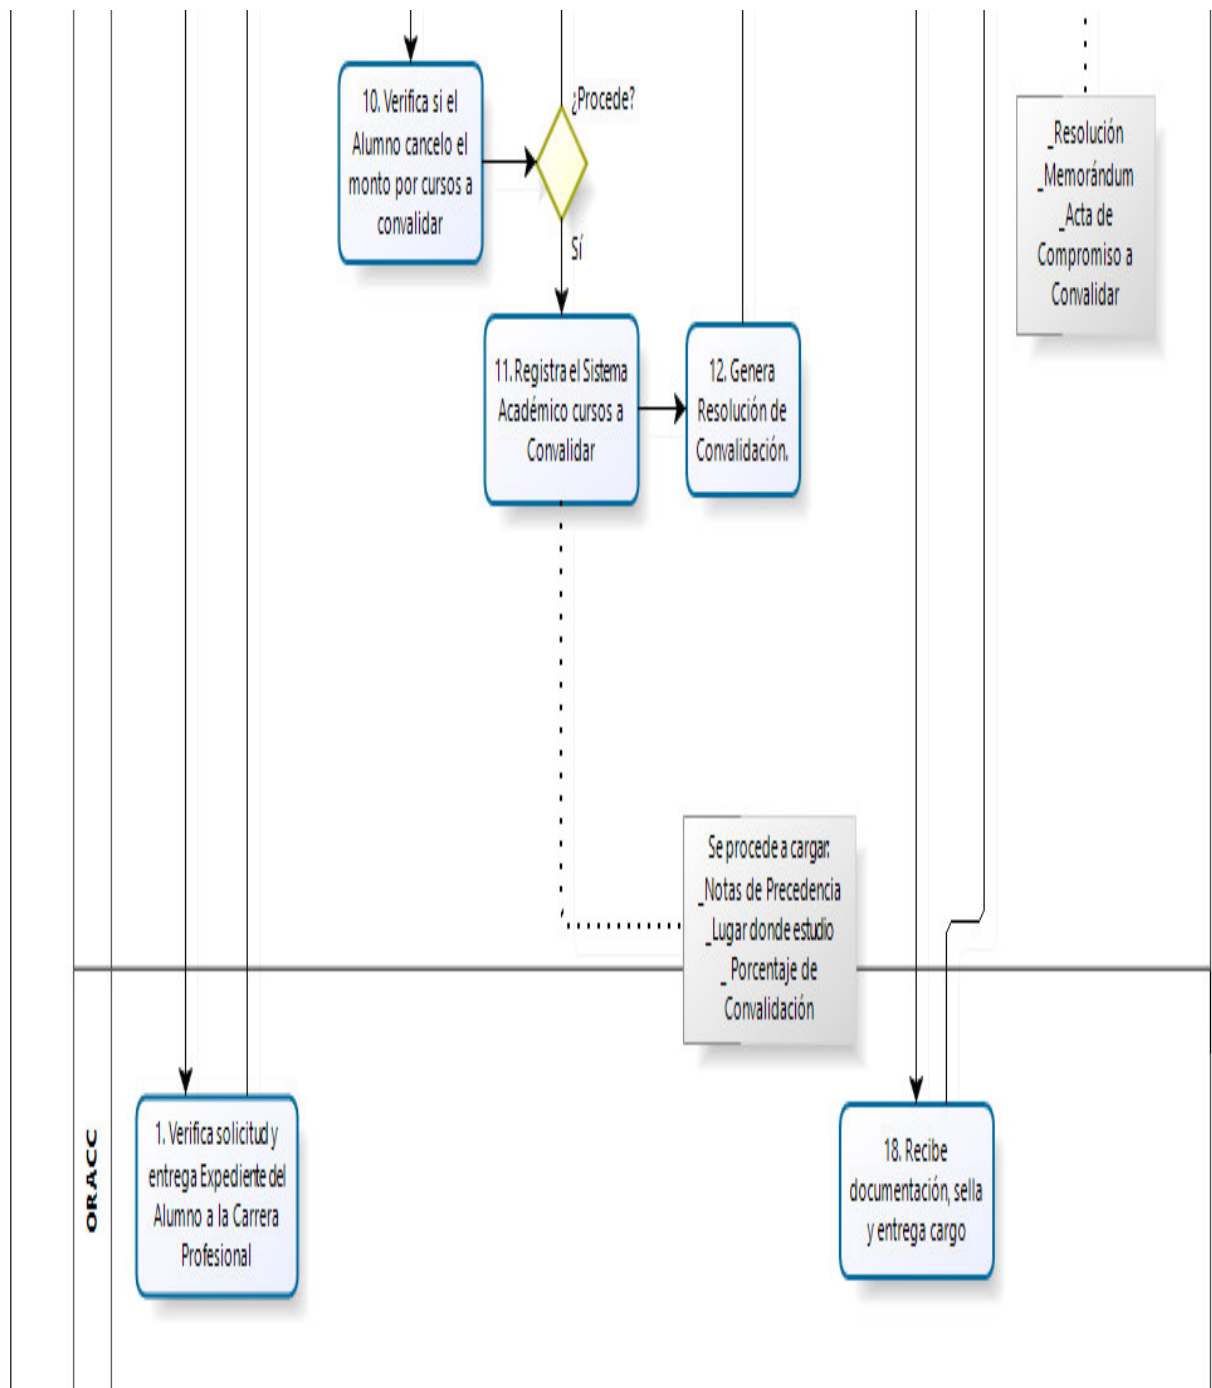 10. Verifica si el
Alumno cancelo el
monto por cursos a
convalidar
¿Procede?
Sí
_Resolución
_Memorándum
_Acta de
Compromiso a
Convalidar
11. Registra el Sistema
Académico cursos a
Convalidar
12. Genera
Resolución de
Convalidación.
Se procede a cargar:
_Notas de Precedencia
_Lugar donde estudio
_ Porcentaje de
Convalidación
ORACC
1. Verifica solicitud y
entrega Expediente del
Alumno a la Carrera
Profesional
18. Recibe
documentación, sella
y entrega cargo